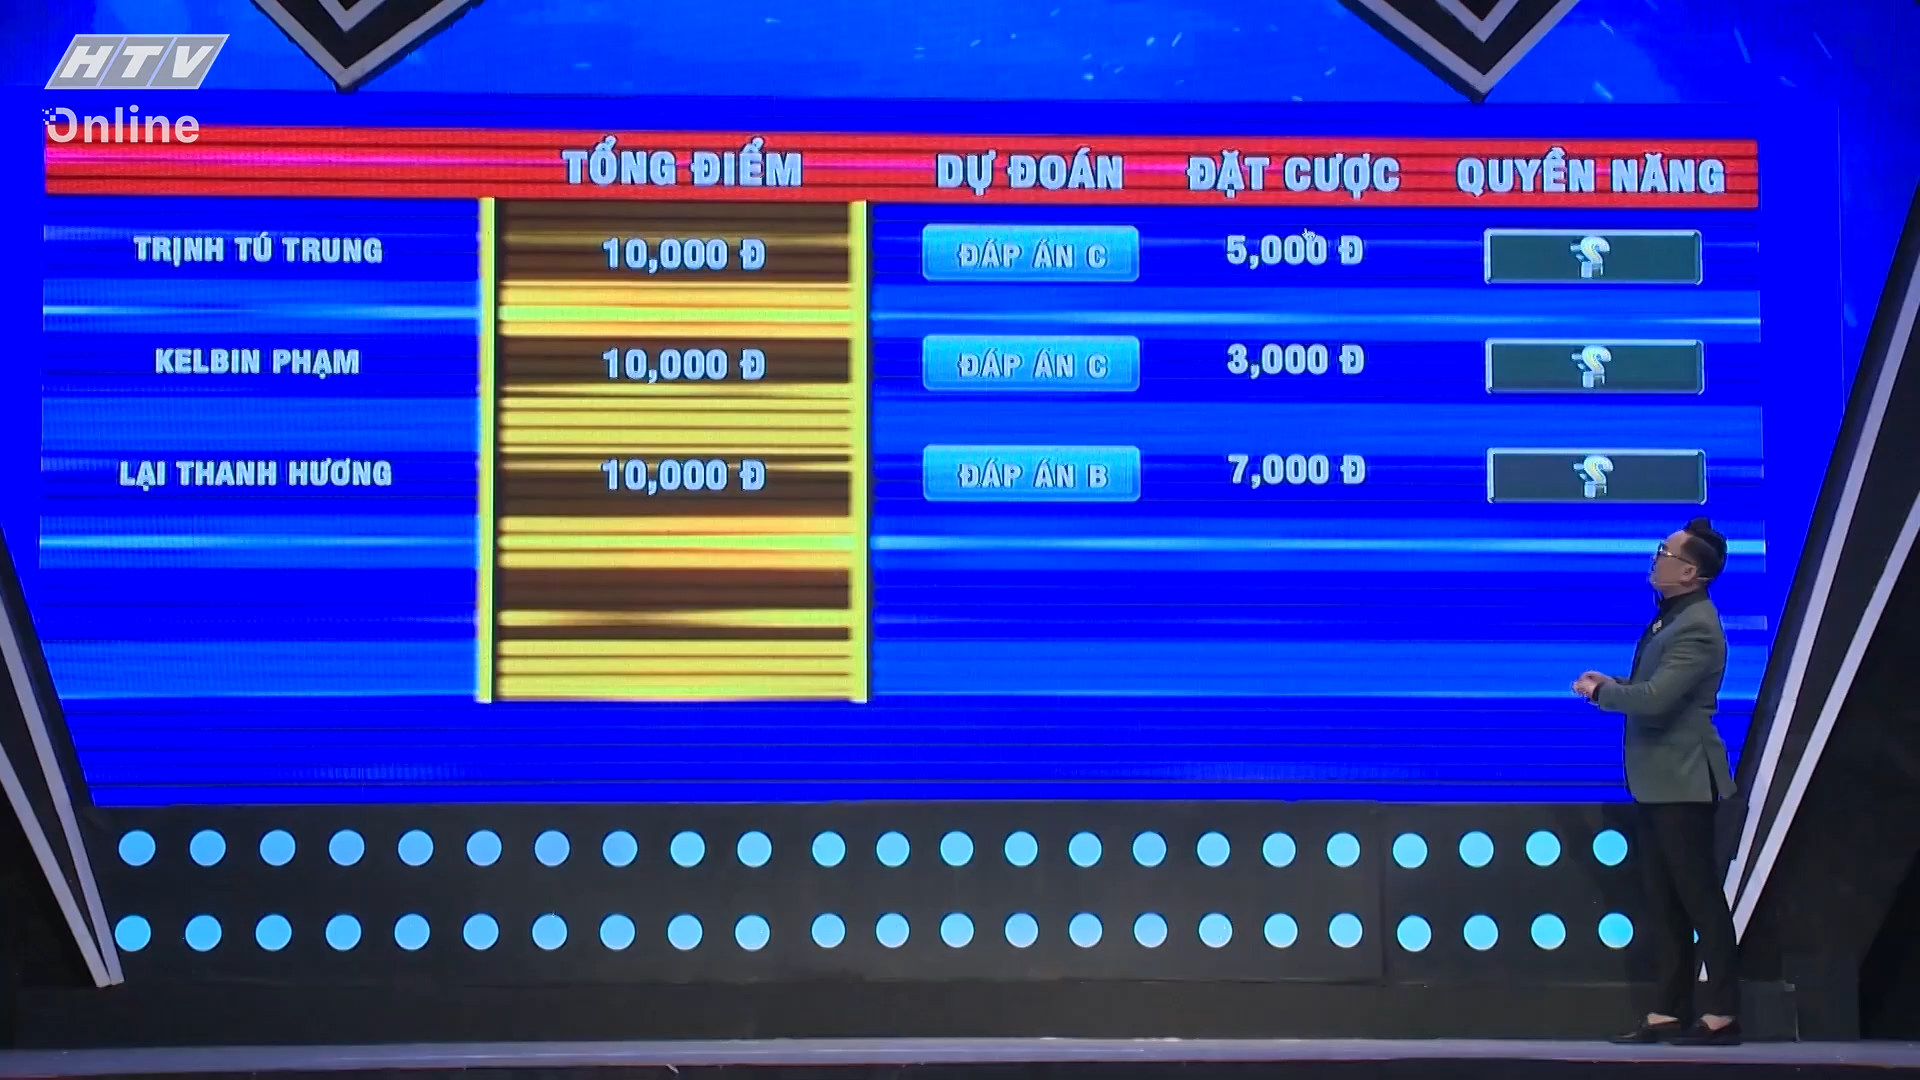 HTV
Online
TỔNG ĐIỂM DỰ ĐOÁN ĐẶT CƯỢC QUYỀN NĂNG
TRỊNH TÚ TRUNG 10,000 Đ ĐÁP ÁN C 5,000 Đ
KELBIN PHẠM 10,000 Đ ĐÁP ÁN C 3,000 Đ
LẠI THANH HƯƠNG 10,000 Đ ĐÁP ÁN B 7,000 Đ